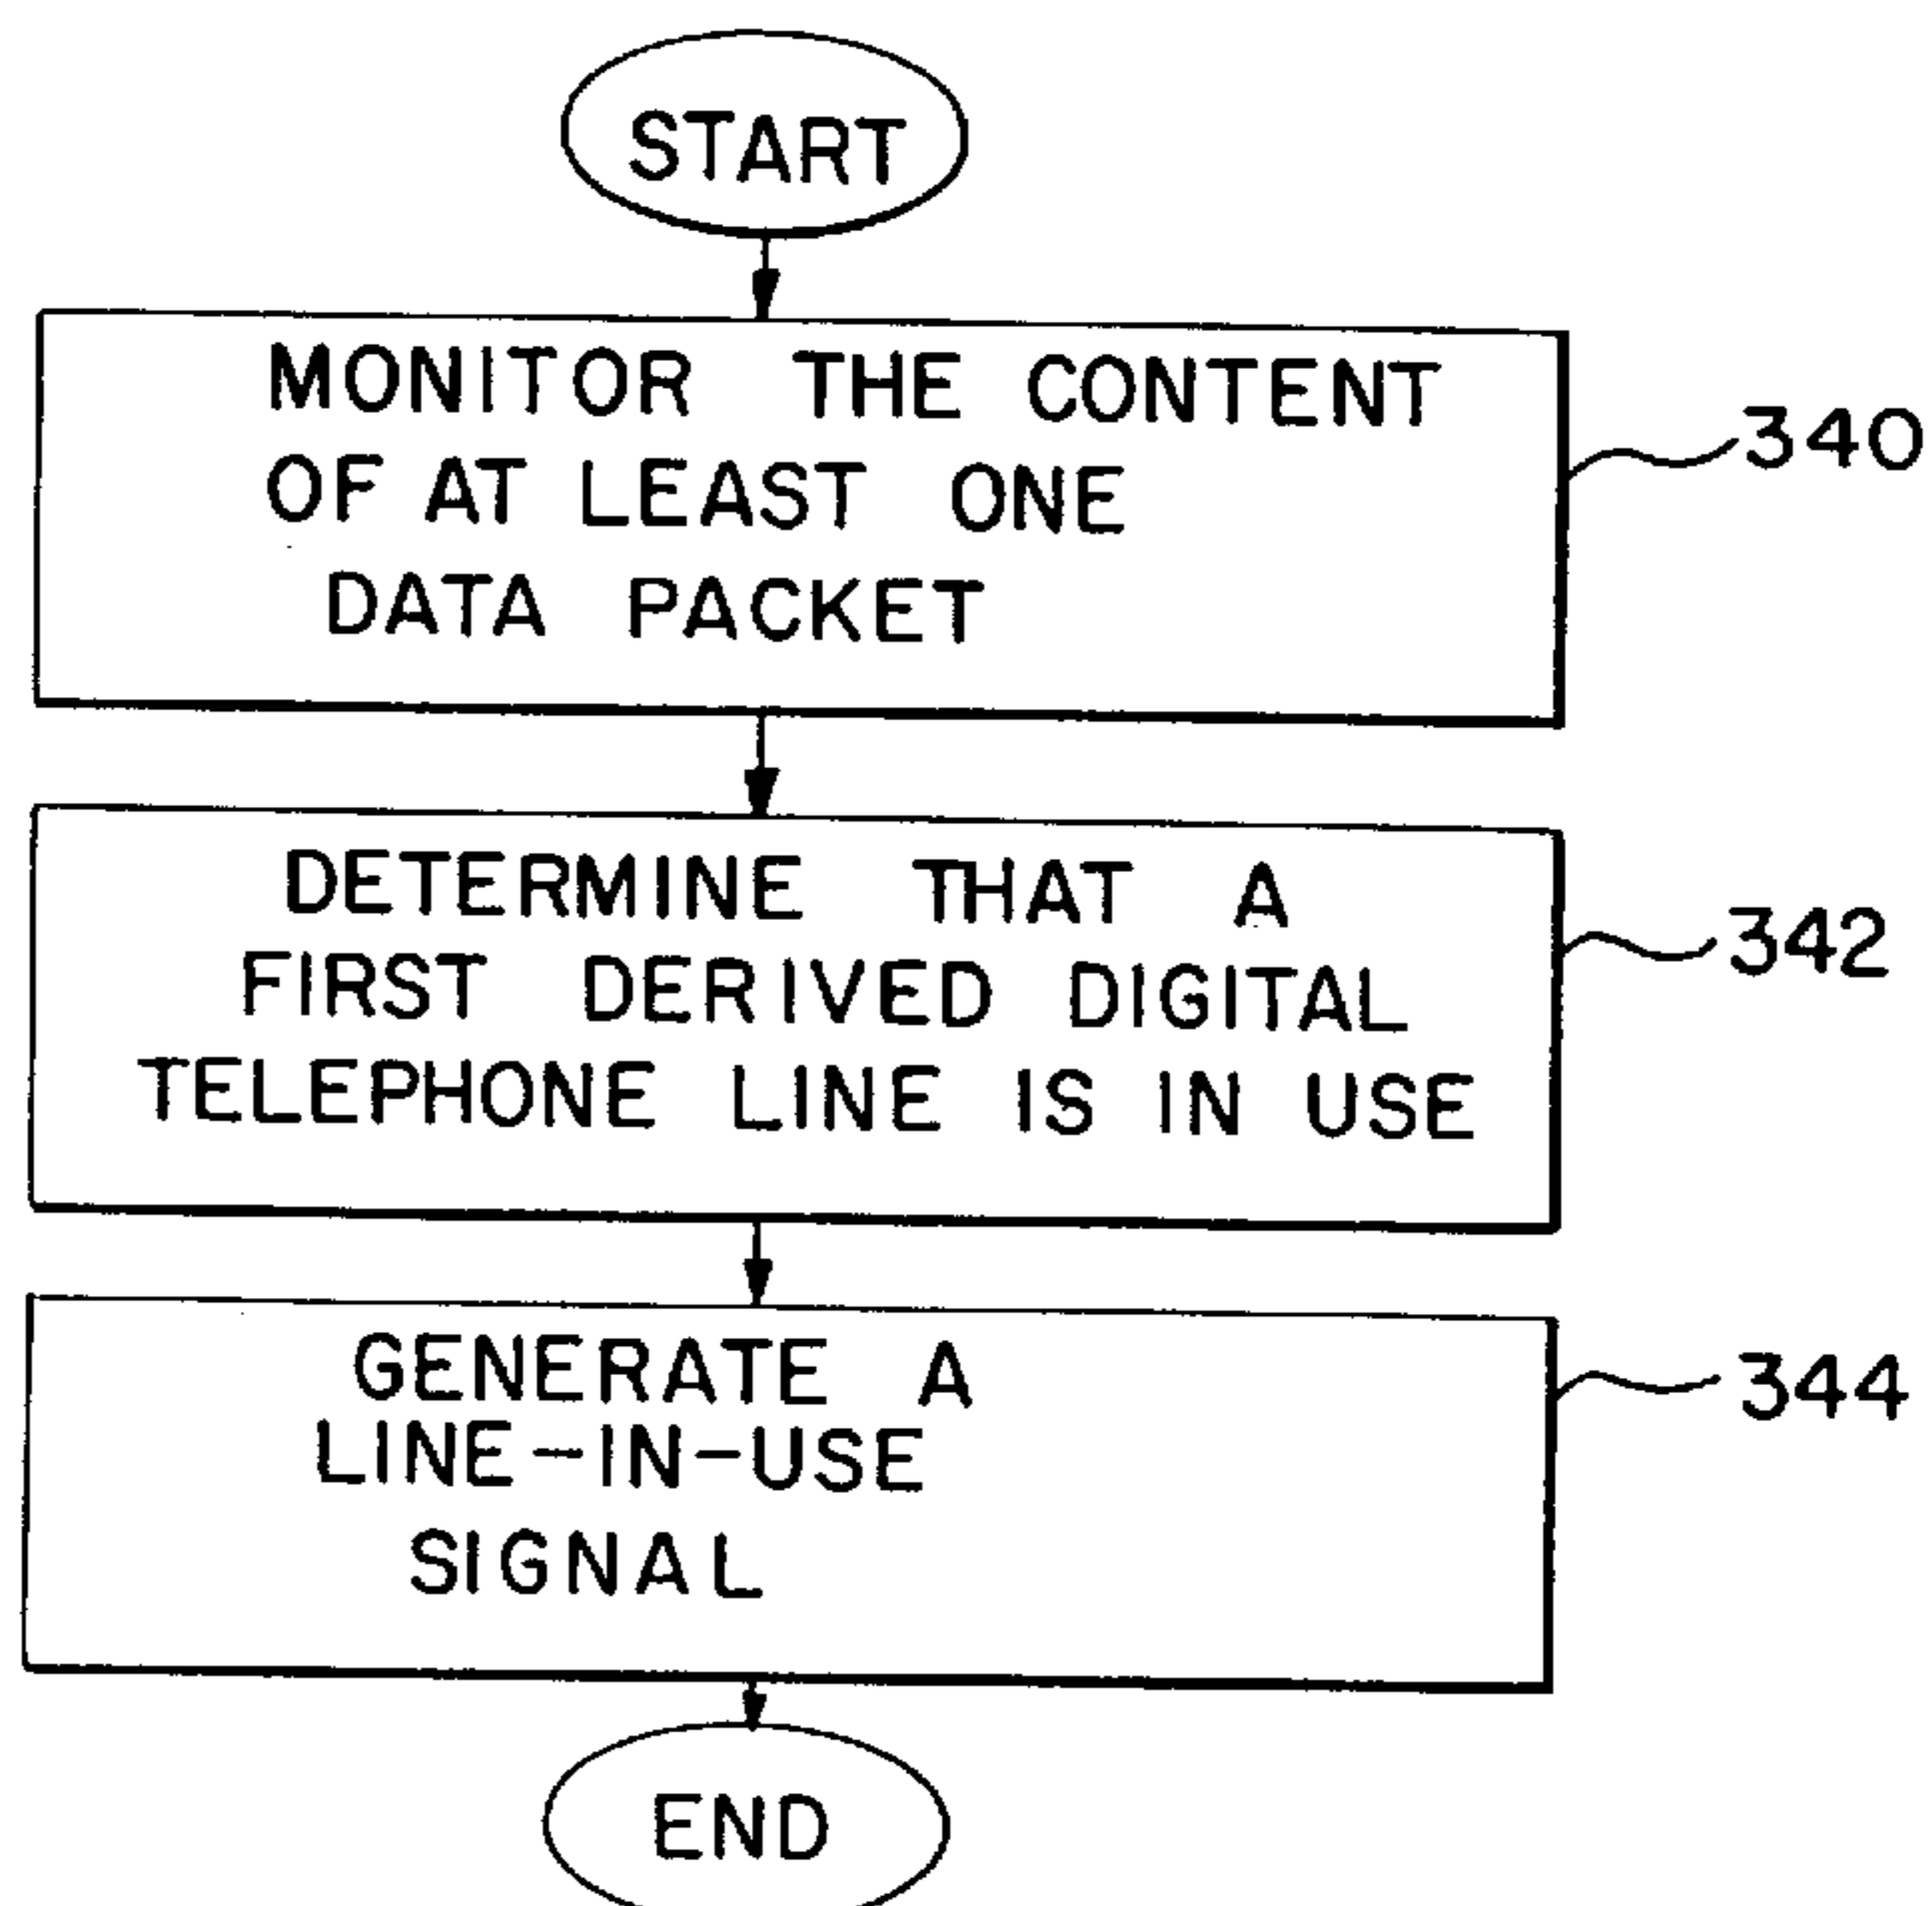 START
MONITOR THE CONTENT
OF AT LEAST ONE
DATA PACKET
340
DETERMINE THAT A
FIRST DERIVED DIGITAL
TELEPHONE LINE IS IN USE
342
GENERATE A
LINE-IN-USE
SIGNAL
344
END